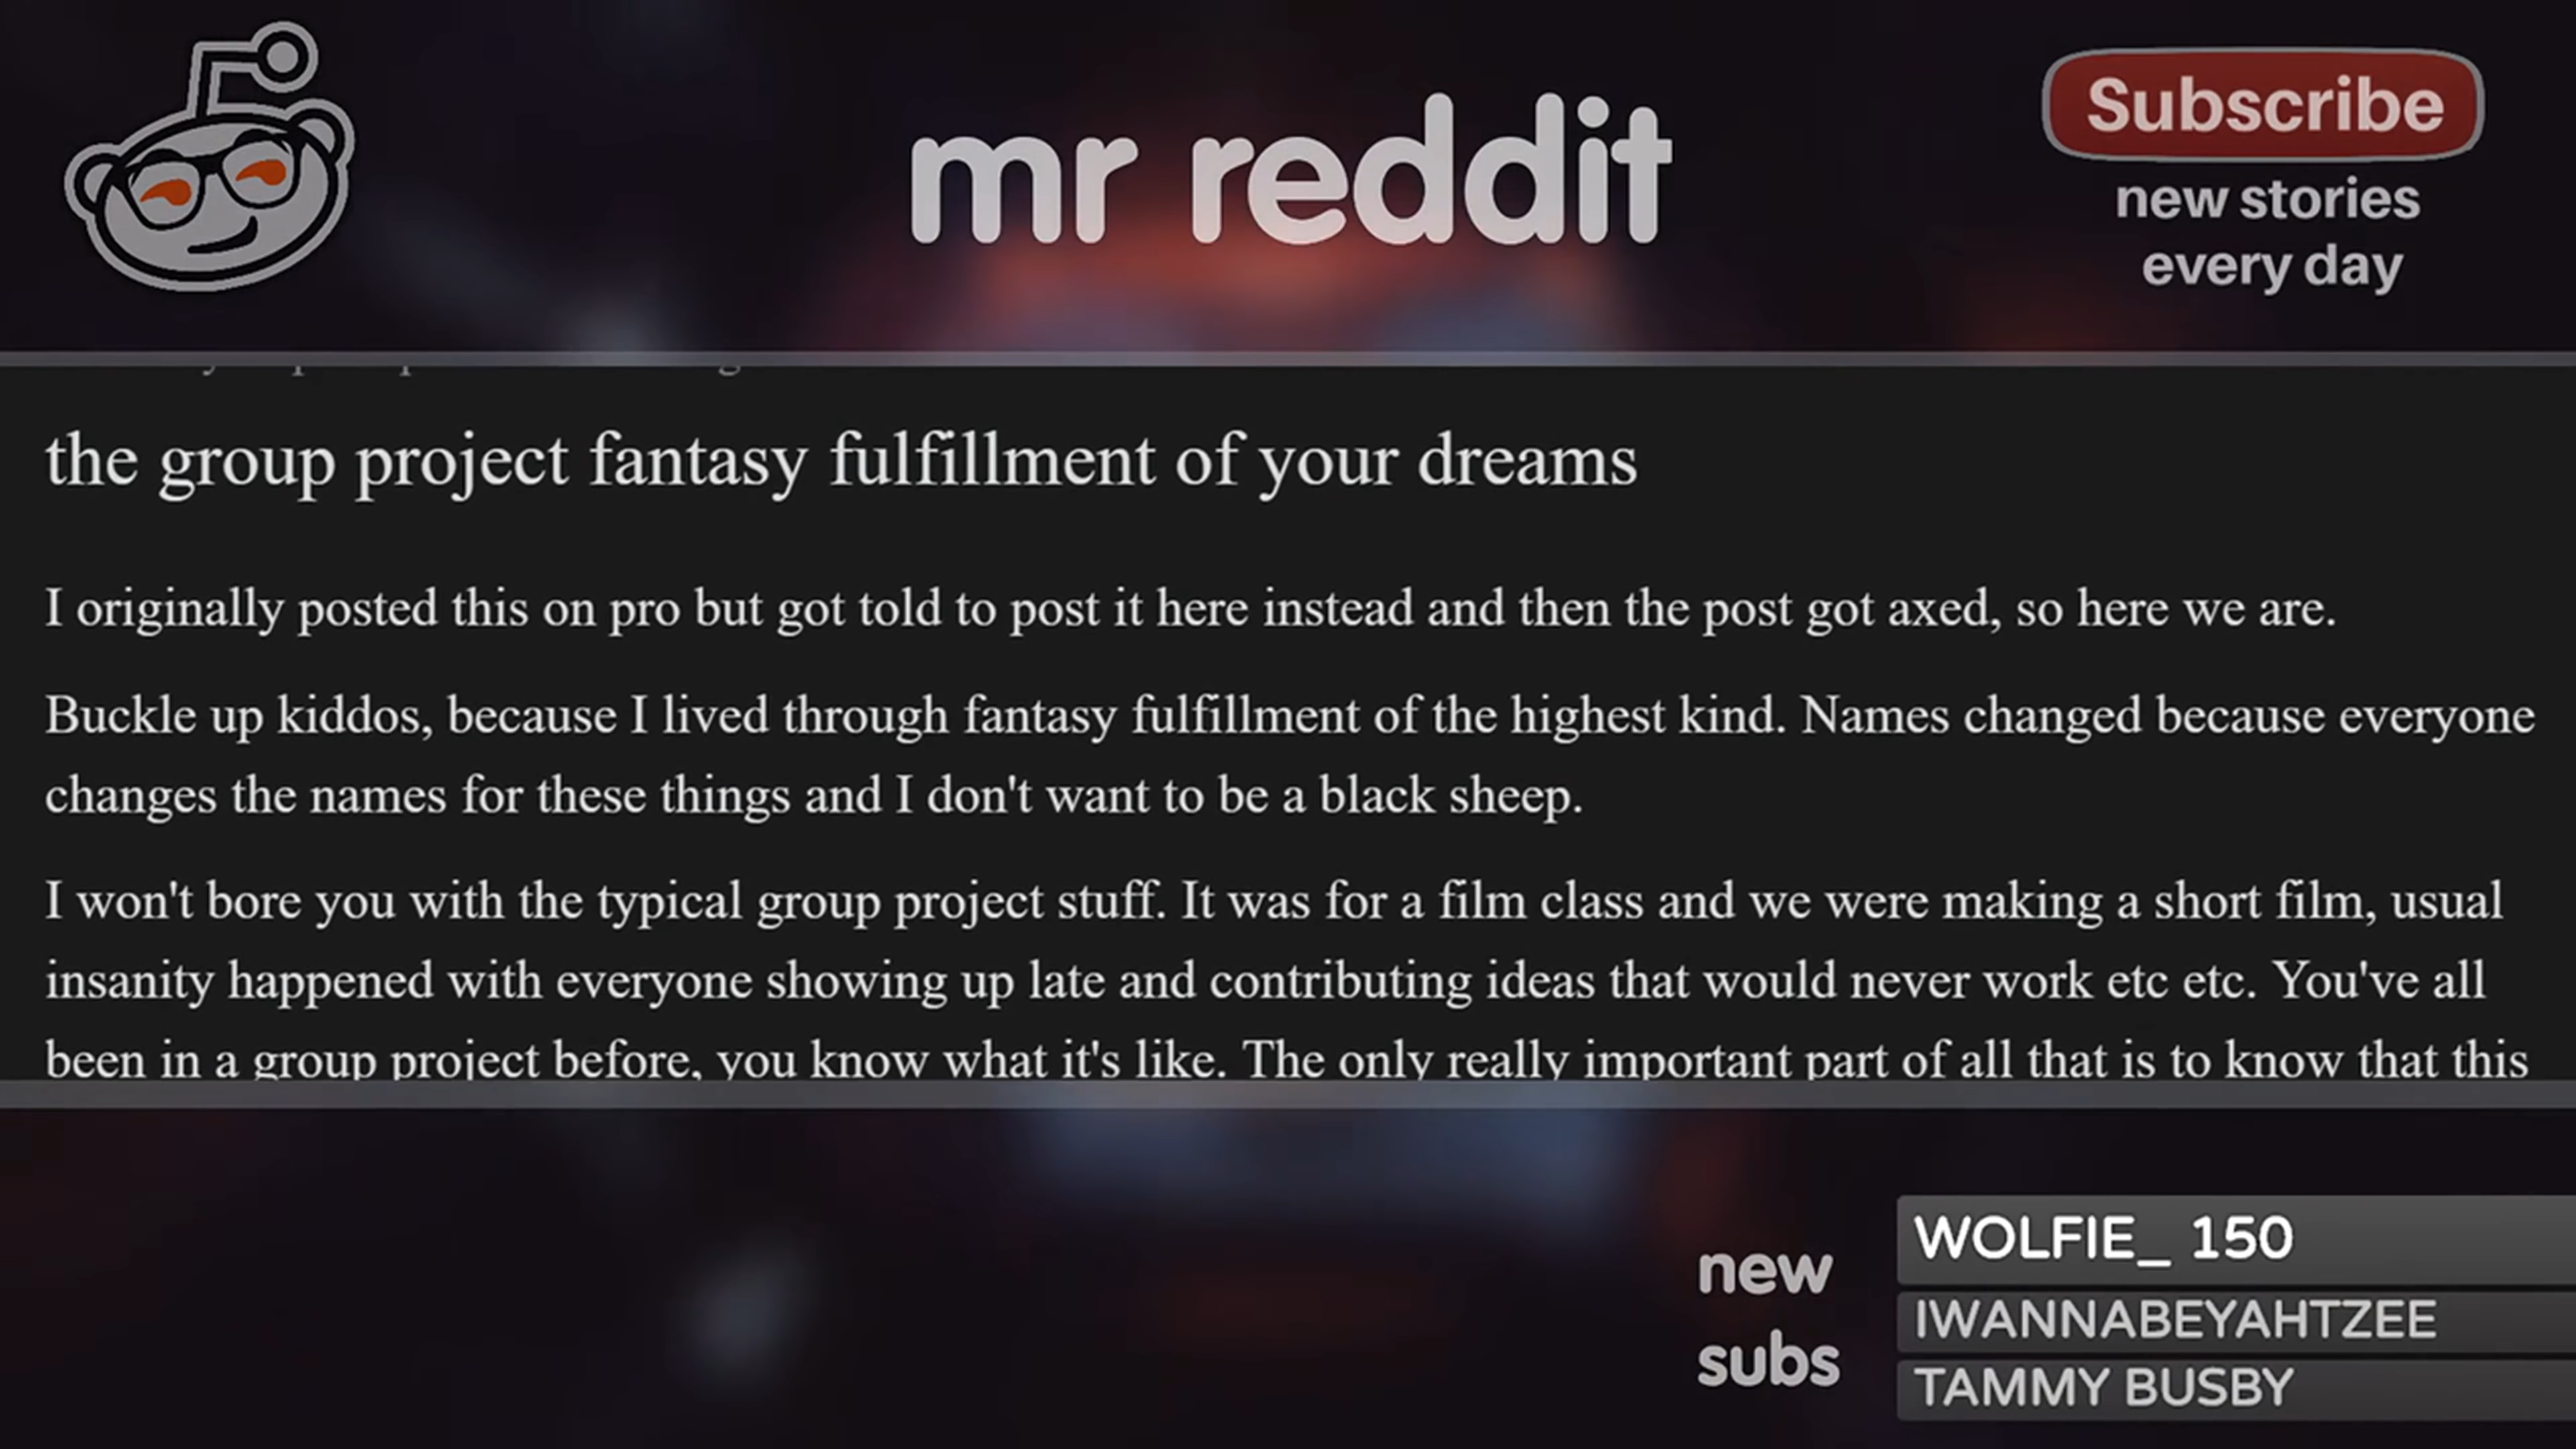 mr reddit
Subscribe
new stories
every day
the group project fantasy fulfillment of your dreams
I originally posted this on pro but got told to post it here instead and then the post got axed, so here we are.
Buckle up kiddos, because I lived through fantasy fulfillment of the highest kind. Names changed because everyone
changes the names for these things and I don't want to be a black sheep.
I won't bore you with the typical group project stuff. It was for a film class and we were making a short film, usual
insanity happened with everyone showing up late and contributing ideas that would never work etc etc. You've all
been in a group project before, you know what it's like. The only really important part of all that is to know that this
new
subs
WOLFIE_ 150
IWANNABEYAHTZEE
TAMMY BUSBY